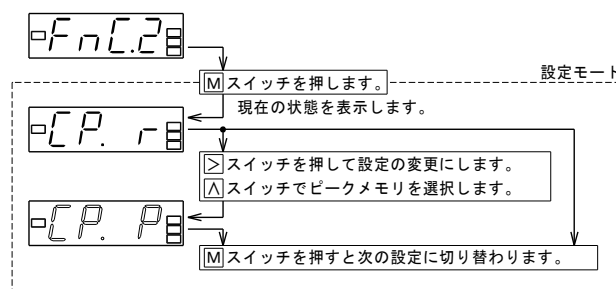 FnC.2
Mスイッチを押します。
設定モート
現在の状態を表示します。
CP. r
>スイッチを押して設定の変更にします。
∧スイッチでピークメモリを選択します。
CP. P
Mスイッチを押すと次の設定に切り替わります。